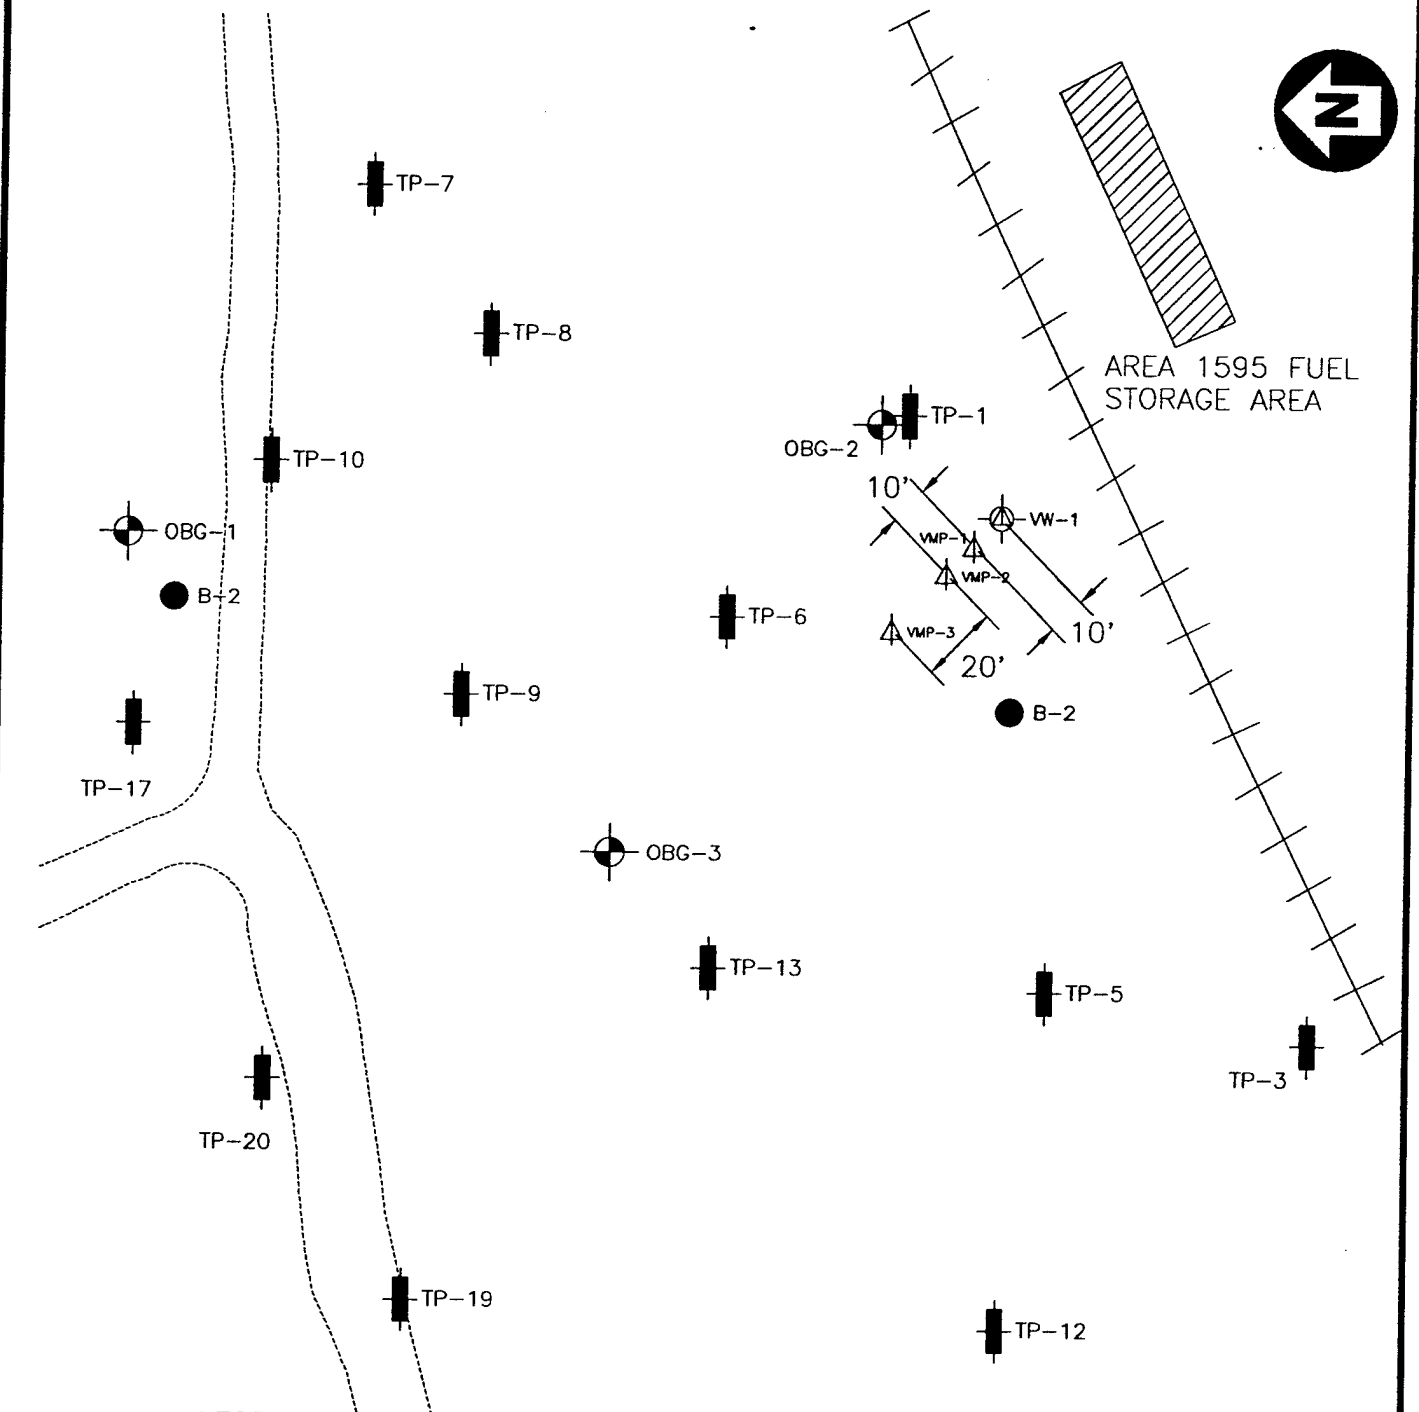 N
TP-7
TP-8
AREA 1595 FUEL
STORAGE AREA
TP-1
OBG-2
TP-10
10'
OBG-1
VW-1
VMP-1
VMP-2
B-2
TP-6
VMP-3
10'
20'
TP-9
B-2
TP-17
OBG-3
TP-13
TP-5
TP-3
TP-20
TP-19
TP-12